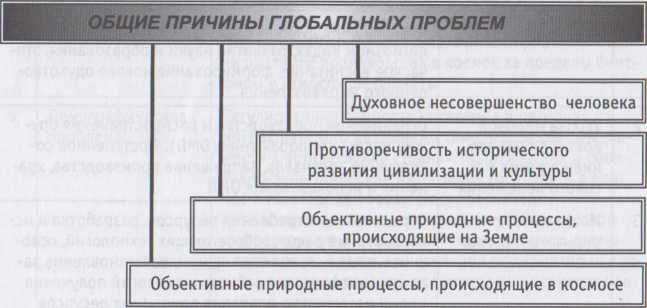 ОБЩИЕ ПРИЧИНЫ ГЛОБАЛЬНЫХ ПРОБЛЕМ
Духовное несовершенство человека
Противоречивость исторического
развития цивилизации и культуры
Объективные природные процессы,
происходящие на Земле
Объективные природные процессы, происходящие в космосе